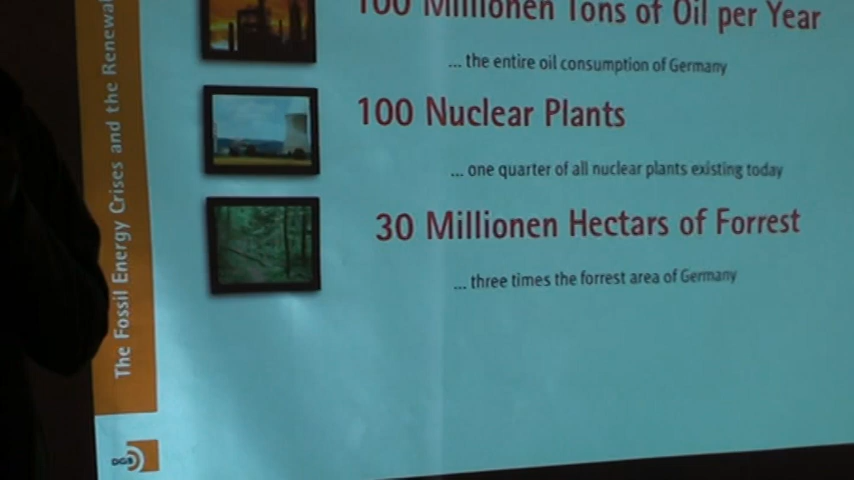 100 Millionen Tons of Oil per Year
... the entire oil consumption of Germany
100 Nuclear Plants
... one quarter of all nuclear plants existing today
30 Millionen Hectars of Forrest
... three times the forrest area of Germany
The Fossil Energy Crises and the Renewal
DGS